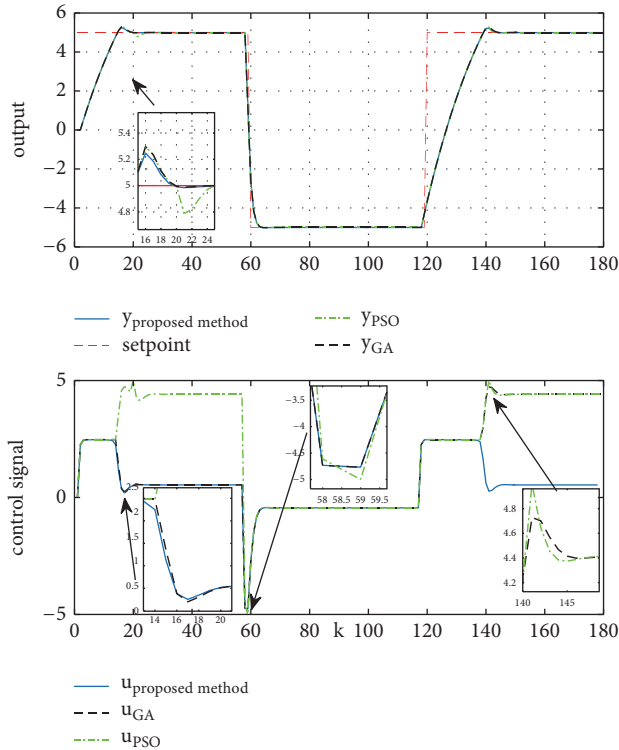 6
4
2
0
−2
−4
−6
output
5.4
5.2
5
4.8
16 18 20 22 24
0 20 40 60 80 100 120 140 160 180
yproposed method
yPSO
setpoint
yGA
5
0
−5
control signal
2.5
2
1.5
1
0.5
0
14 16 18 20
−3.5
−4
−4.5
−5
58 58.5 59 59.5
4.8
4.6
4.4
4.2
140 145
0 20 40 60 80 100 120 140 160 180
k
uproposed method
uGA
uPSO